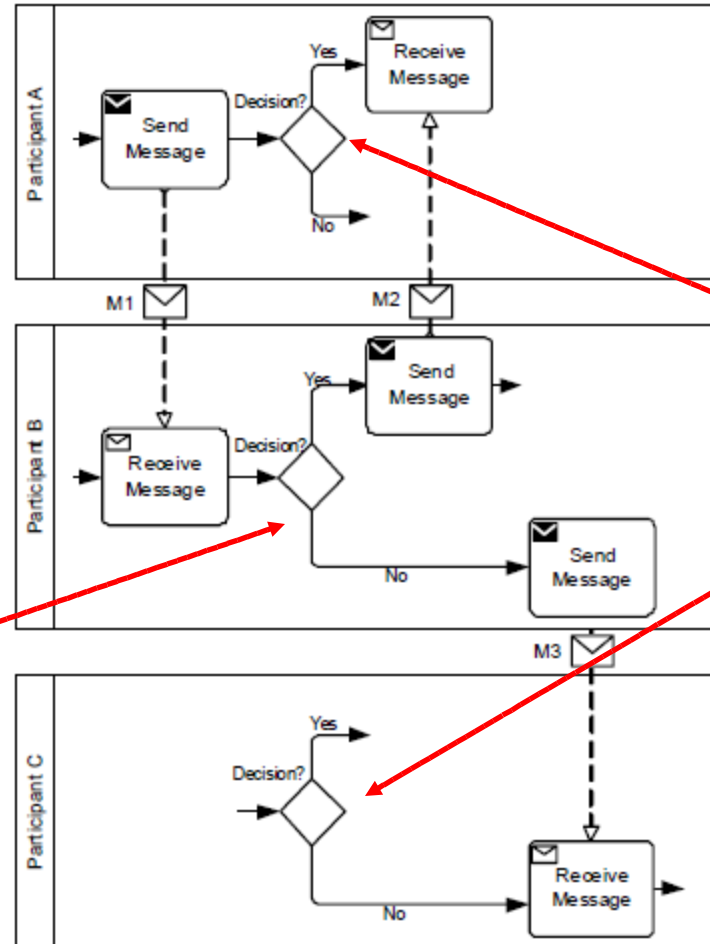 Participant A
Send
Message
Decision?
Yes
No
Receive
Message
M1
M2
Participant B
Receive
Message
Decision?
Yes
No
Send
Message
Send
Message
M3
Participant C
Decision?
Yes
No
Receive
Message